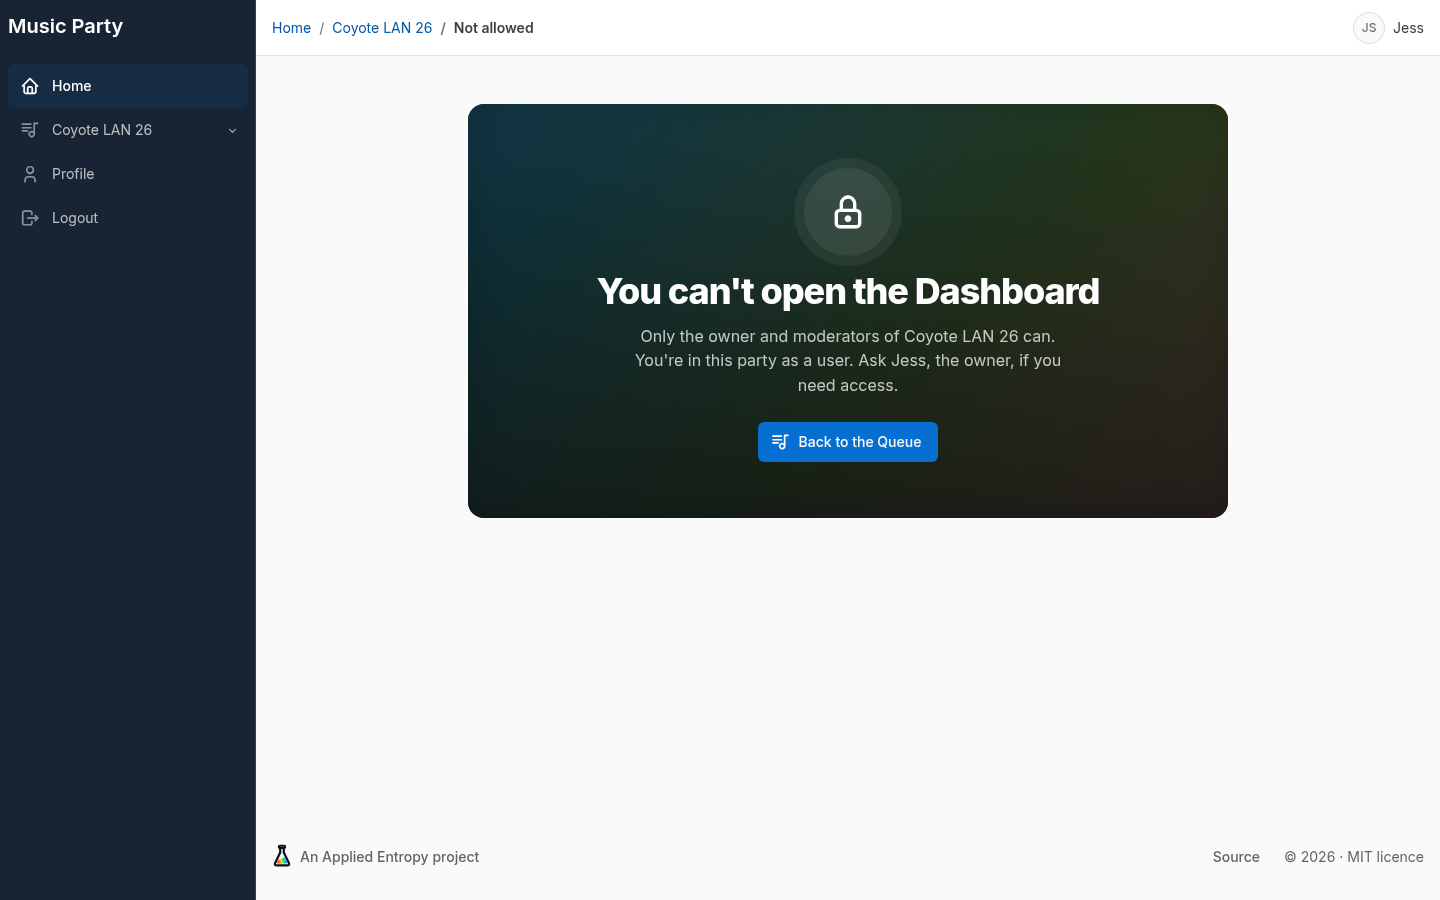 Music Party
Home
Coyote LAN 26
Profile
Logout
Home / Coyote LAN 26 / Not allowed
JS Jess
You can't open the Dashboard
Only the owner and moderators of Coyote LAN 26 can.
You're in this party as a user. Ask Jess, the owner, if you
need access.
Back to the Queue
An Applied Entropy project
Source
© 2026 · MIT licence